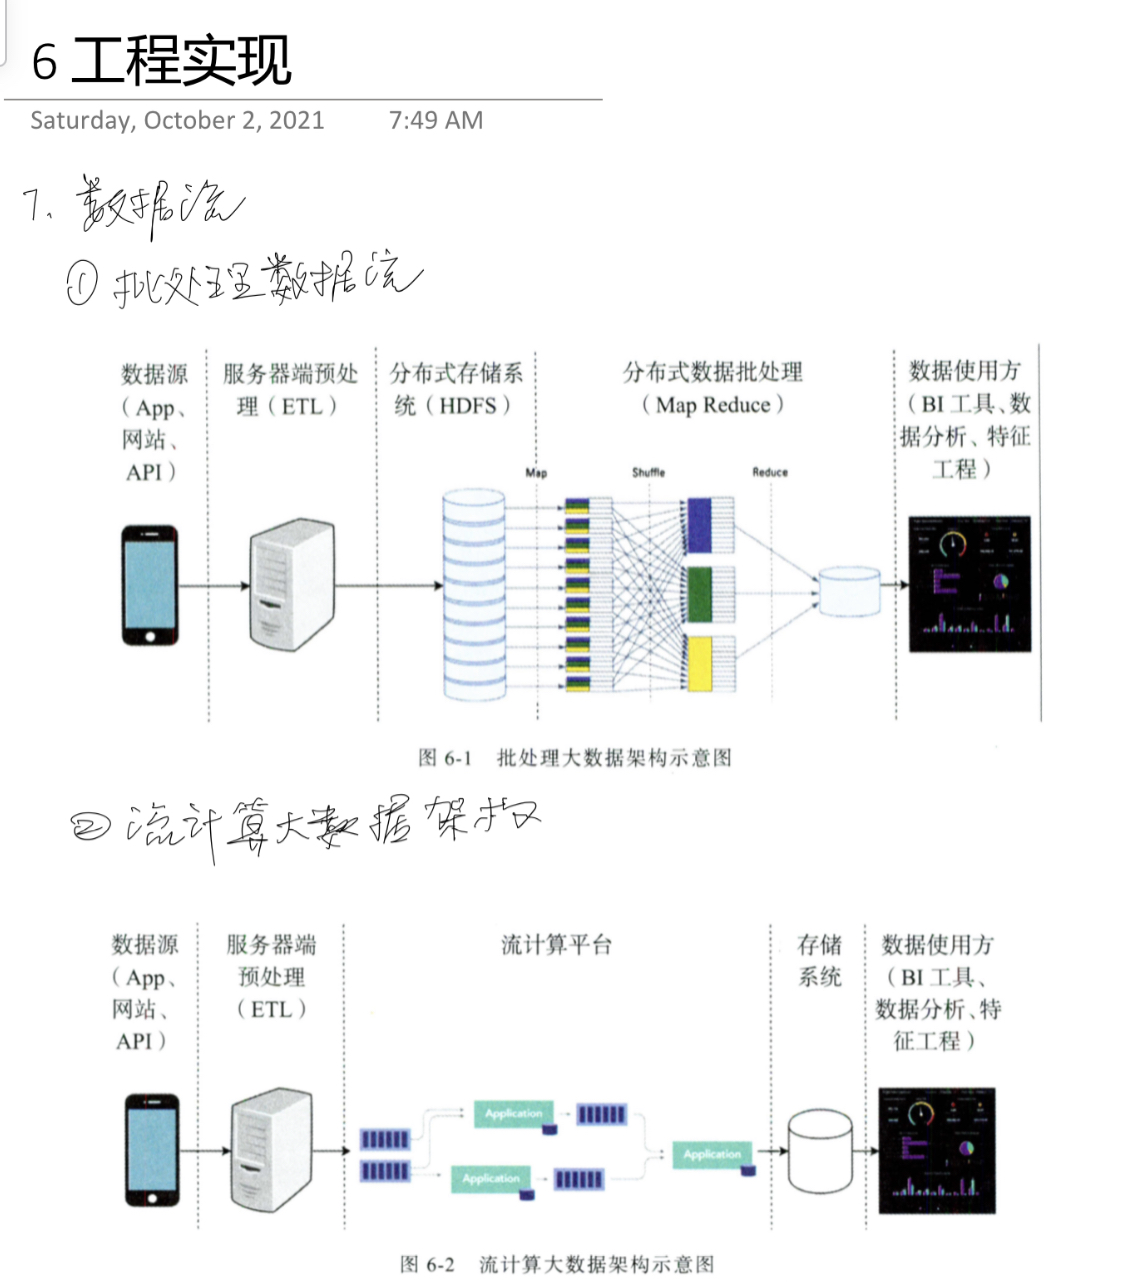 6 工程实现
Saturday, October 2, 2021 7:49 AM
1、数据流
① 批处理数据流
数据源
（App、
网站、
API）
服务器端预处
理（ETL）
分布式存储系
统（HDFS）
分布式数据批处理
（Map Reduce）
数据使用方
（BI 工具、数
据分析、特征
工程）
Map
Shuffle
Reduce
图 6-1 批处理大数据架构示意图
② 流计算大数据架构
数据源
（App、
网站、
API）
服务器端
预处理
（ETL）
流计算平台
存储
系统
数据使用方
（BI 工具、
数据分析、特
征工程）
Application
Application
Application
图 6-2 流计算大数据架构示意图